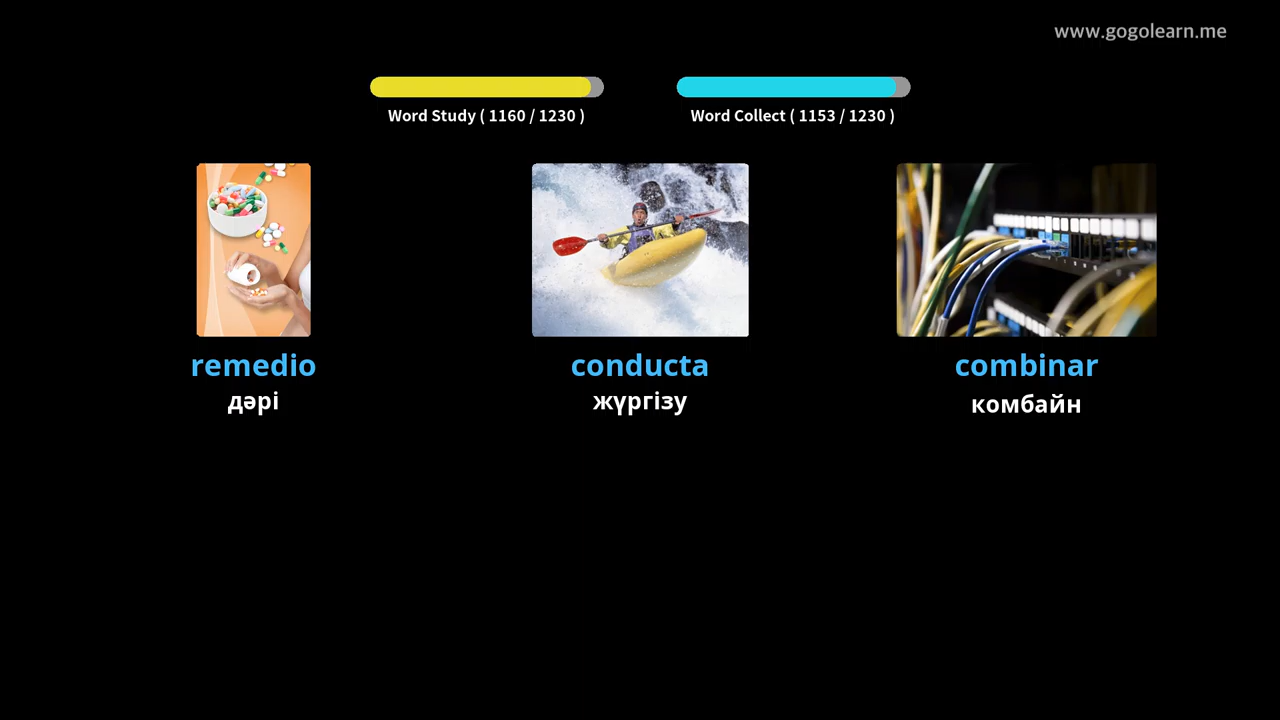 www.gogolearn.me
Word Study ( 1160 / 1230 )
Word Collect ( 1153 / 1230 )
remedio
conducta
combinar
дәрі
жүргізу
комбайн